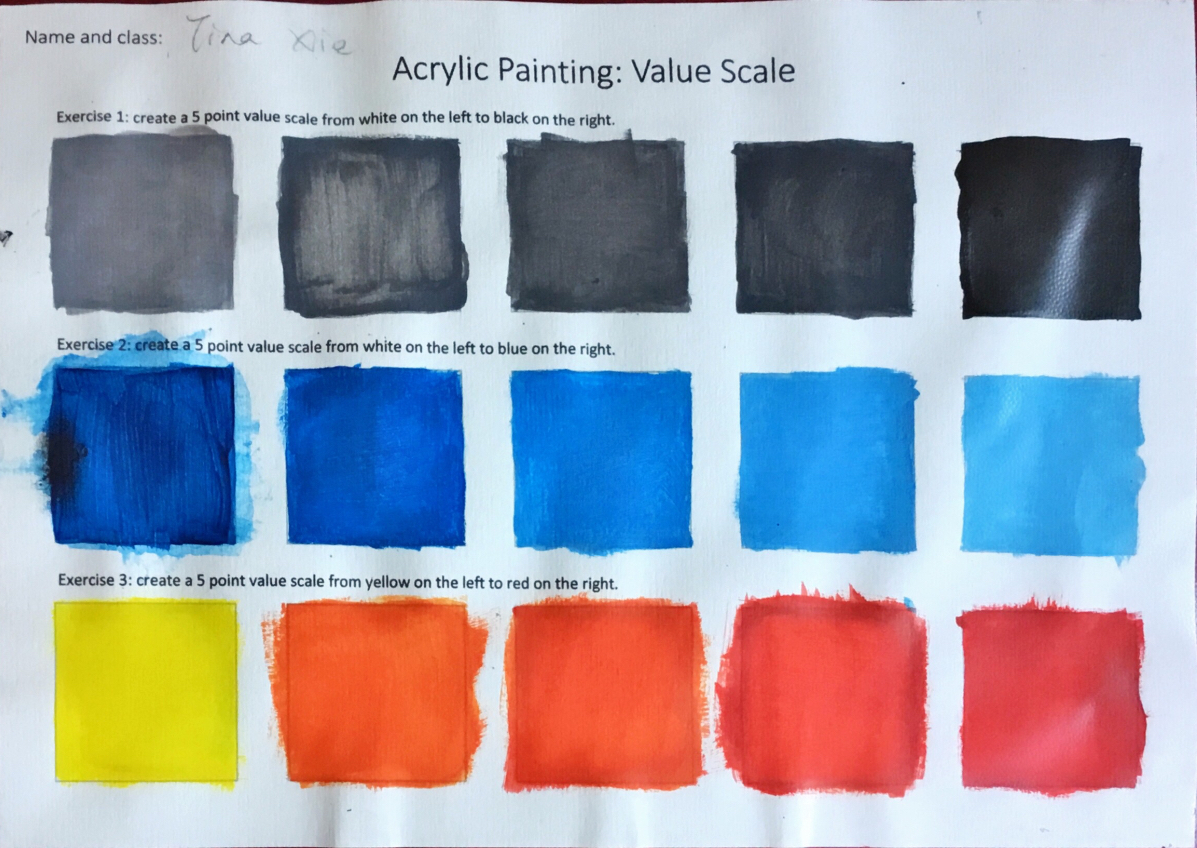 Name and class: Tina Xie
Acrylic Painting: Value Scale
Exercise 1: create a 5 point value scale from white on the left to black on the right.
Exercise 2: create a 5 point value scale from white on the left to blue on the right.
Exercise 3: create a 5 point value scale from yellow on the left to red on the right.